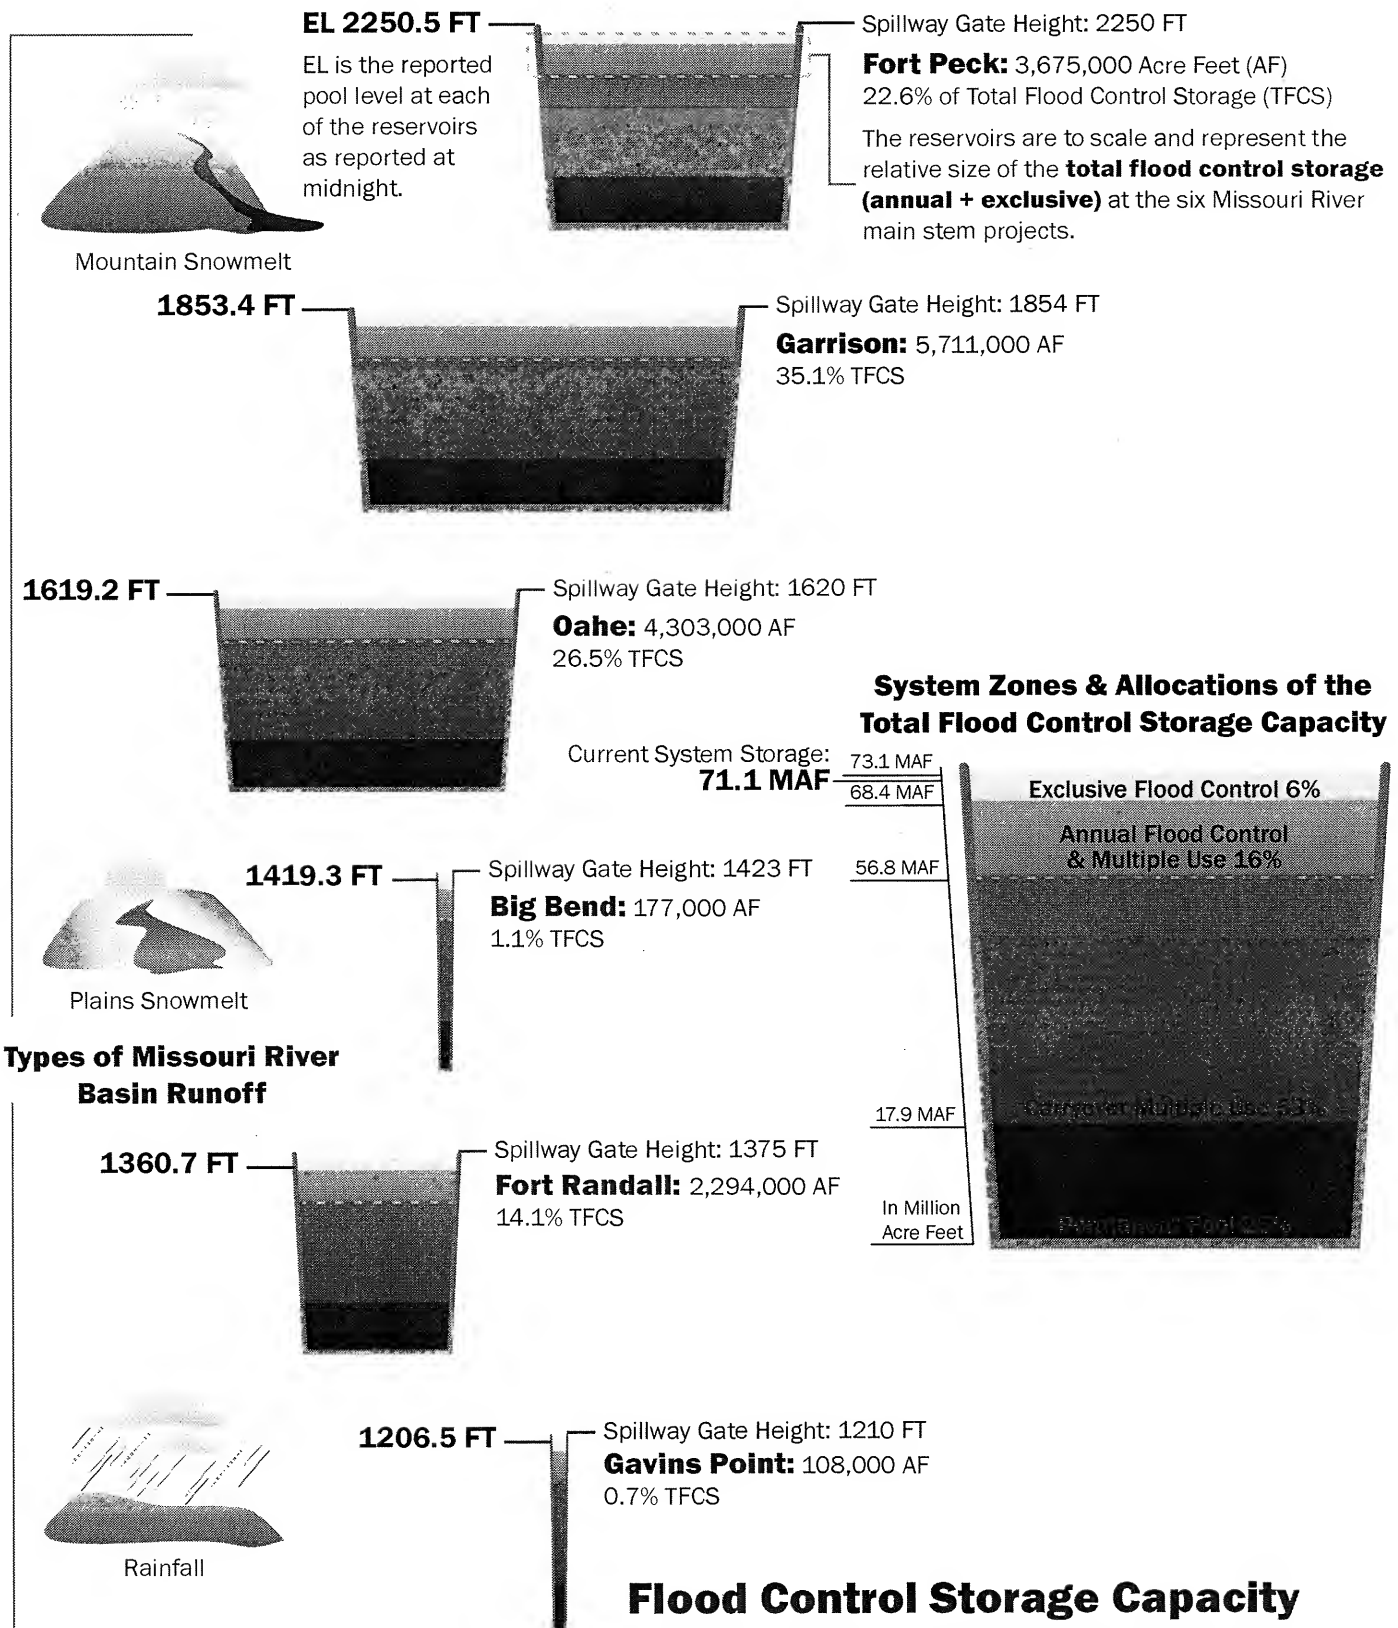 EL 2250.5 FT
EL is the reported
pool level at each
of the reservoirs
as reported at
midnight.
Spillway Gate Height: 2250 FT
Fort Peck: 3,675,000 Acre Feet (AF)
22.6% of Total Flood Control Storage (TFCS)
The reservoirs are to scale and represent the
relative size of the total flood control storage
(annual + exclusive) at the six Missouri River
main stem projects.
Mountain Snowmelt
1853.4 FT
Spillway Gate Height: 1854 FT
Garrison: 5,711,000 AF
35.1% TFCS
1619.2 FT
Spillway Gate Height: 1620 FT
Oahe: 4,303,000 AF
26.5% TFCS
System Zones & Allocations of the
Total Flood Control Storage Capacity
Current System Storage:
71.1 MAF
73.1 MAF
68.4 MAF
56.8 MAF
17.9 MAF
In Million
Acre Feet
Exclusive Flood Control 6%
Annual Flood Control
& Multiple Use 16%
Carryover Multiple Use 53%
Permanent Pool 25%
1419.3 FT
Spillway Gate Height: 1423 FT
Big Bend: 177,000 AF
1.1% TFCS
Plains Snowmelt
Types of Missouri River
Basin Runoff
1360.7 FT
Spillway Gate Height: 1375 FT
Fort Randall: 2,294,000 AF
14.1% TFCS
1206.5 FT
Spillway Gate Height: 1210 FT
Gavins Point: 108,000 AF
0.7% TFCS
Rainfall
Flood Control Storage Capacity